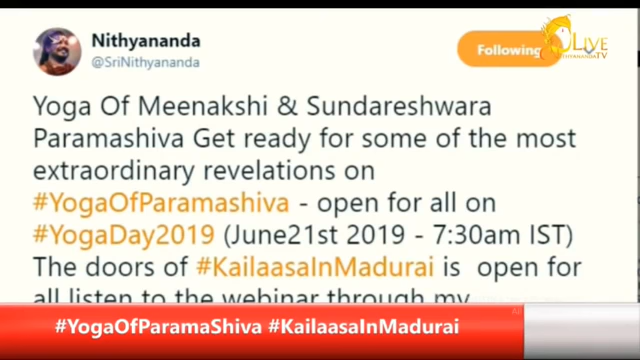 Nithyananda
@SriNithyananda
Following
LIVE
NITHYANANDATV
Yoga Of Meenakshi & Sundareshwara
Paramashiva Get ready for some of the most
extraordinary revelations on
#YogaOfParamashiva - open for all on
#YogaDay2019 (June21st 2019 - 7:30am IST)
The doors of #KailaasaInMadurai is open for
all listen to the webinar through my
All
#YogaOfParamaShiva #KailaasaInMadurai